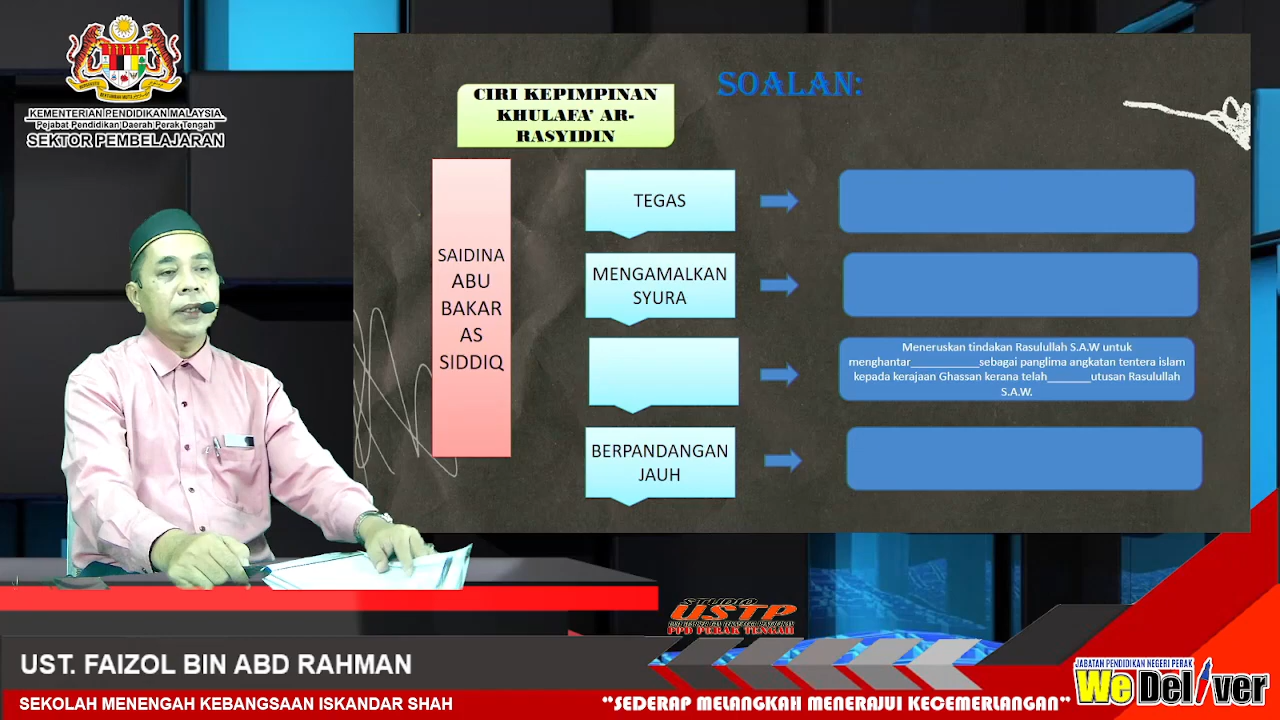 KEMENTERIAN PENDIDIKAN MALAYSIA
Pejabat Pendidikan Daerah Perak Tengah
SEKTOR PEMBELAJARAN
SOALAN:
CIRI KEPIMPINAN
KHULAFA' AR-
RASYIDIN
SAIDINA
ABU
BAKAR
AS
SIDDIQ
TEGAS
MENGAMALKAN
SYURA
Meneruskan tindakan Rasulullah S.A.W untuk
menghantar___________sebagai panglima angkatan tentera islam
kepada kerajaan Ghassan kerana telah_______utusan Rasulullah
S.A.W.
BERPANDANGAN
JAUH
STUDIO
USTP
PPD PERAK TENGAH
UST. FAIZOL BIN ABD RAHMAN
SEKOLAH MENENGAH KEBANGSAAN ISKANDAR SHAH
"SEDERAP MELANGKAH MENERAJUI KECEMERLANGAN"
JABATAN PENDIDIKAN NEGERI PERAK
We Deliver